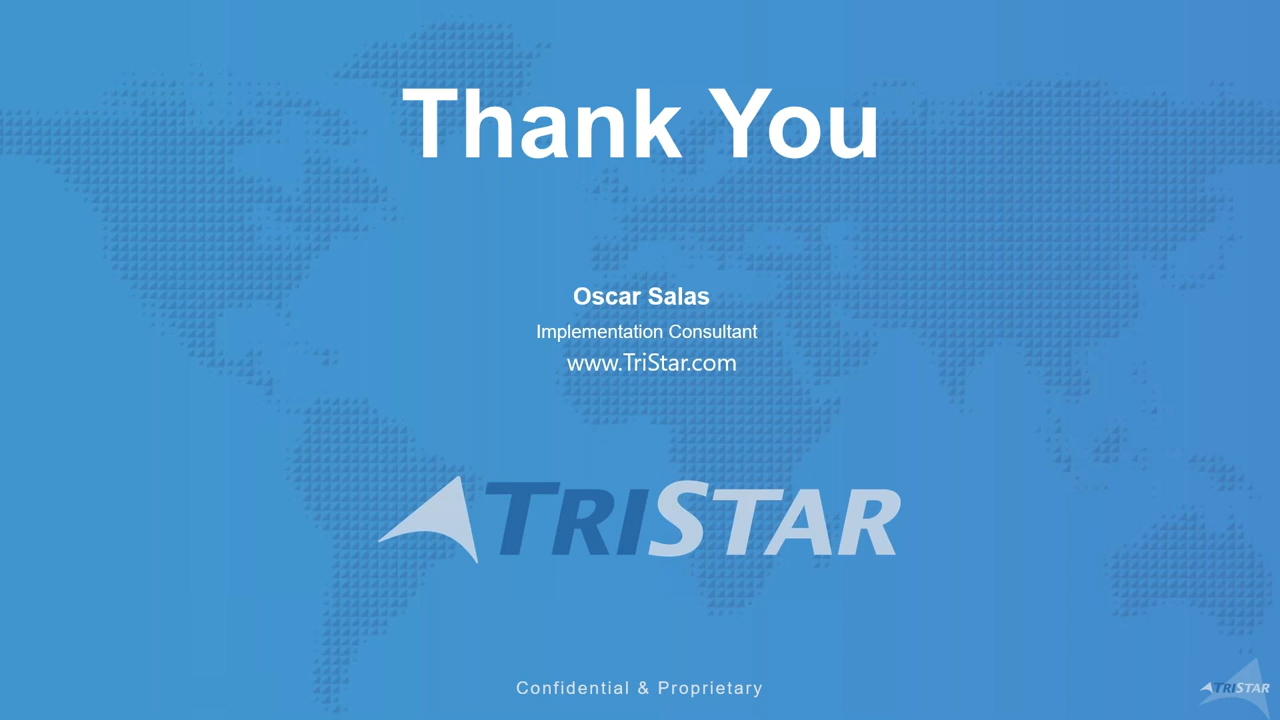 Thank You
Oscar Salas
Implementation Consultant
www.TriStar.com
TRISTAR
Confidential & Proprietary
TRISTAR